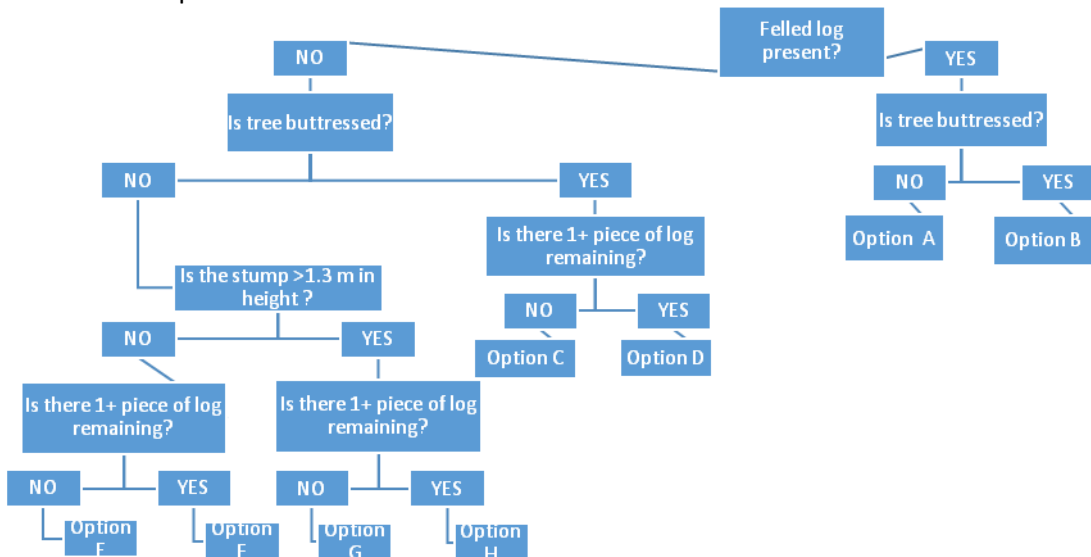 Felled log
present?
NO
YES
Is tree buttressed?
Is tree buttressed?
NO
YES
NO
YES
Option A
Option B
Is there 1+ piece of log
remaining?
Is the stump >1.3 m in
height ?
NO
YES
NO
YES
Option C
Option D
Is there 1+ piece of log
remaining?
Is there 1+ piece of log
remaining?
NO
YES
NO
YES
Option
Option
F
Option
G
Option
H